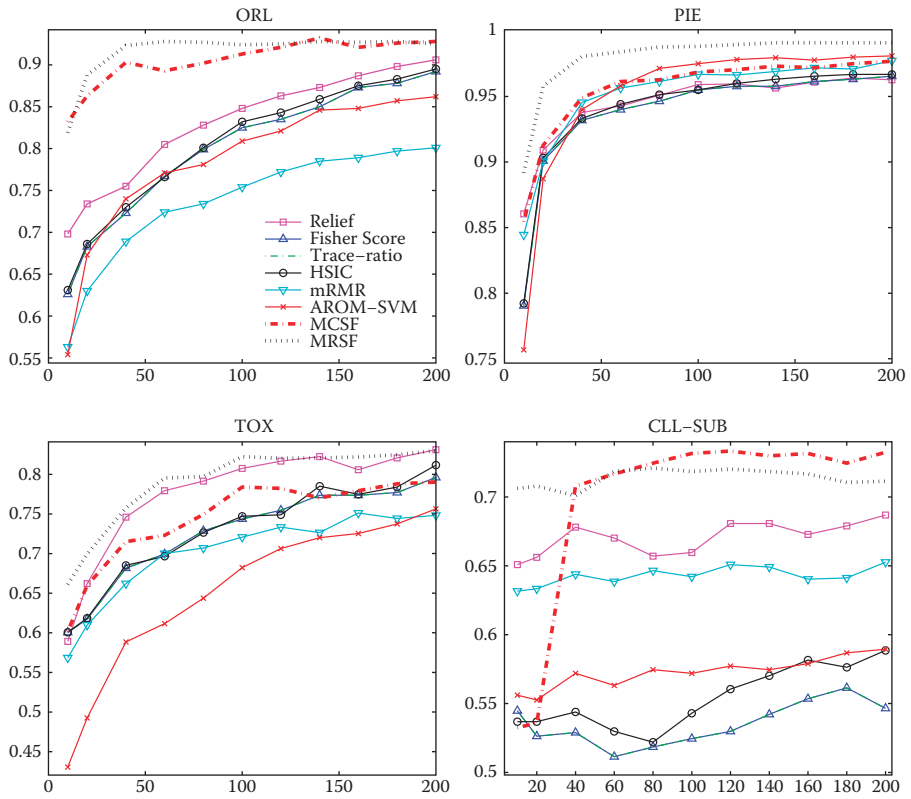 ORL
0.9
0.85
0.8
0.75
0.7
0.65
0.6
0.55
0 50 100 150 200
Relief
Fisher Score
Trace–ratio
HSIC
mRMR
AROM–SVM
MCSF
MRSF
PIE
1
0.95
0.9
0.85
0.8
0.75
0 50 100 150 200
TOX
0.8
0.75
0.7
0.65
0.6
0.55
0.5
0.45
0 50 100 150 200
CLL–SUB
0.7
0.65
0.6
0.55
0.5
20 40 60 80 100 120 140 160 180 200